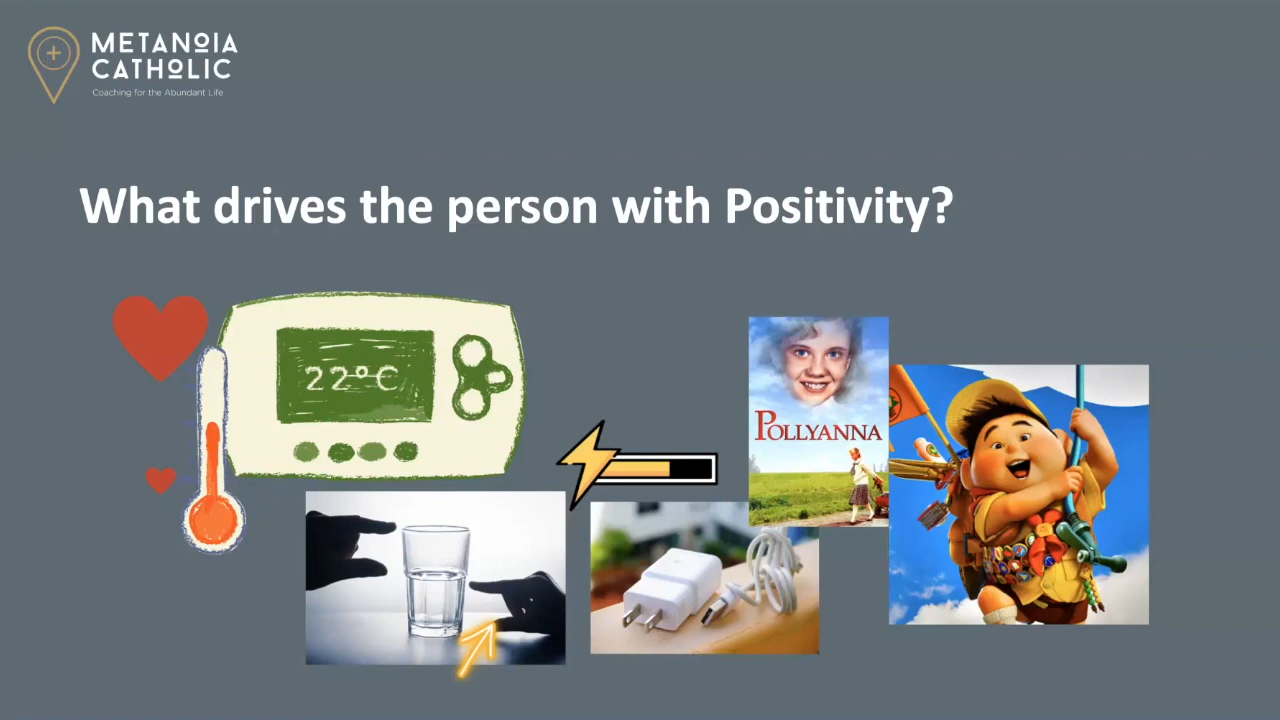 METANOIA
CATHOLIC
Coaching for the Abundant Life
What drives the person with Positivity?
22°C
POLLYANNA